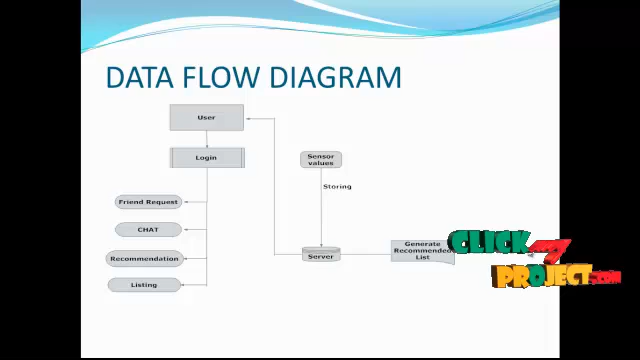 DATA FLOW DIAGRAM
User
Login
Sensor
values
Storing
Friend Request
CHAT
Recommendation
Listing
Server
Generate
Recommended
List
CLICK
MY
PROJECT.COM